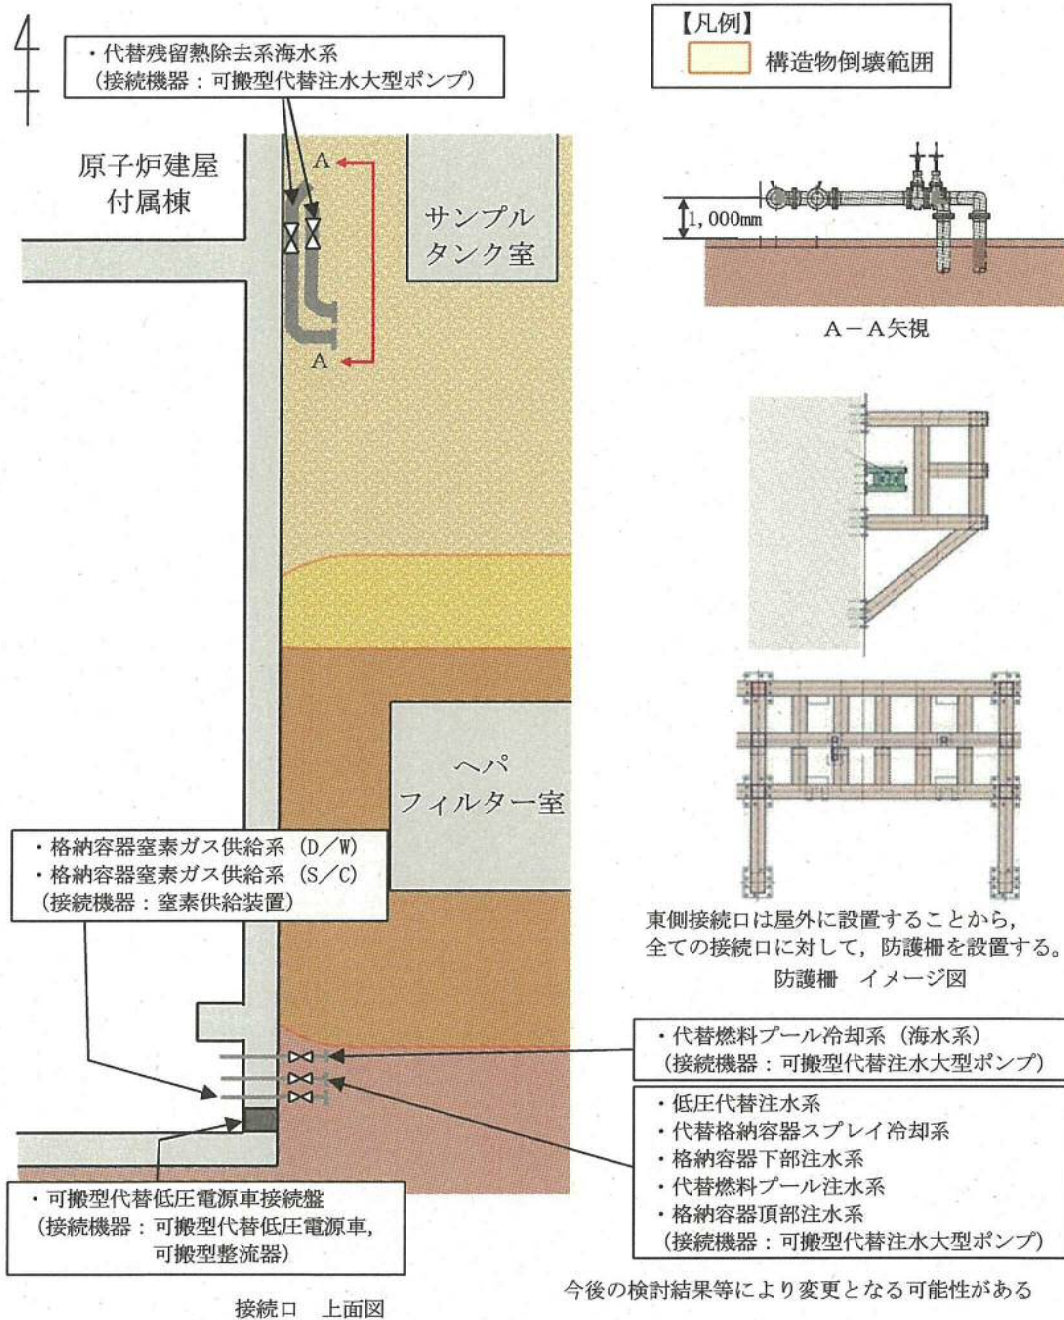 【凡例】
構造物倒壊範囲
・代替残留熱除去系海水系
(接続機器：可搬型代替注水大型ポンプ)
原子炉建屋
付属棟
A
サンプル
タンク室
A
1,000mm
A－A矢視
ヘパ
フィルター室
・格納容器窒素ガス供給系 (D／W)
・格納容器窒素ガス供給系 (S／C)
(接続機器：窒素供給装置)
東側接続口は屋外に設置することから，
全ての接続口に対して，防護柵を設置する。
防護柵　イメージ図
・代替燃料プール冷却系 (海水系)
(接続機器：可搬型代替注水大型ポンプ)
・低圧代替注水系
・代替格納容器スプレイ冷却系
・格納容器下部注水系
・代替燃料プール注水系
・格納容器頂部注水系
(接続機器：可搬型代替注水大型ポンプ)
・可搬型代替低圧電源車接続盤
(接続機器：可搬型代替低圧電源車，
可搬型整流器)
今後の検討結果等により変更となる可能性がある
接続口　上面図